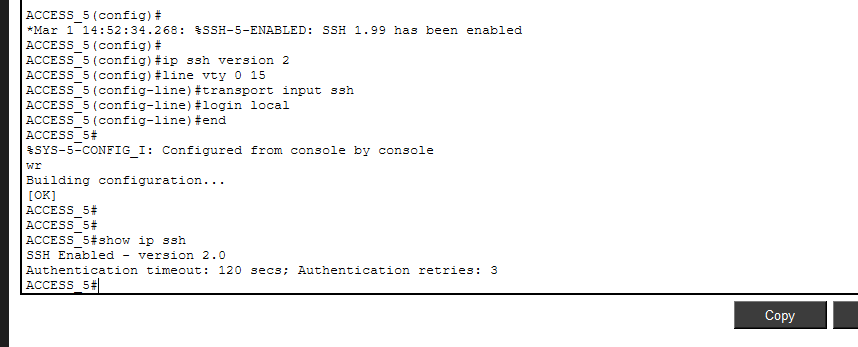 ACCESS_5(config)#
*Mar 1 14:52:34.268: %SSH-5-ENABLED: SSH 1.99 has been enabled
ACCESS_5(config)#
ACCESS_5(config)#ip ssh version 2
ACCESS_5(config)#line vty 0 15
ACCESS_5(config-line)#transport input ssh
ACCESS_5(config-line)#login local
ACCESS_5(config-line)#end
ACCESS_5#
%SYS-5-CONFIG_I: Configured from console by console
wr
Building configuration...
[OK]
ACCESS_5#
ACCESS_5#
ACCESS_5#show ip ssh
SSH Enabled - version 2.0
Authentication timeout: 120 secs; Authentication retries: 3
ACCESS_5#
Copy